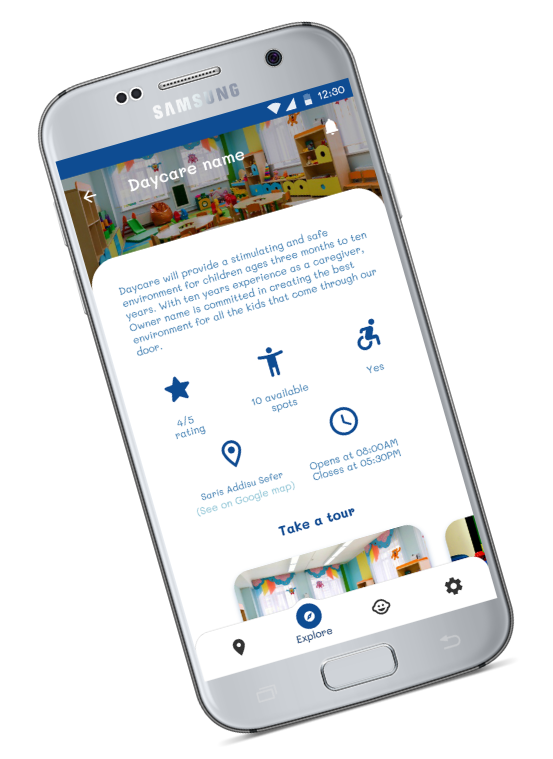 SAMSUNG
12:30
Daycare name
Daycare will provide a stimulating and safe
environment for children ages three months to ten
years. With ten years experience as a caregiver,
Owner name is committed in creating the best
environment for all the kids that come through our
door.
4/5
rating
10 available
spots
Yes
Saris Addisu Sefer
(See on Google map)
Opens at 08:00AM
Closes at 05:30PM
Take a tour
Explore